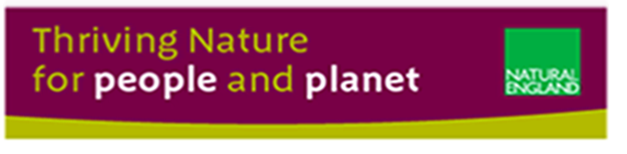 Thriving Nature
for people and planet
NATURAL
ENGLAND